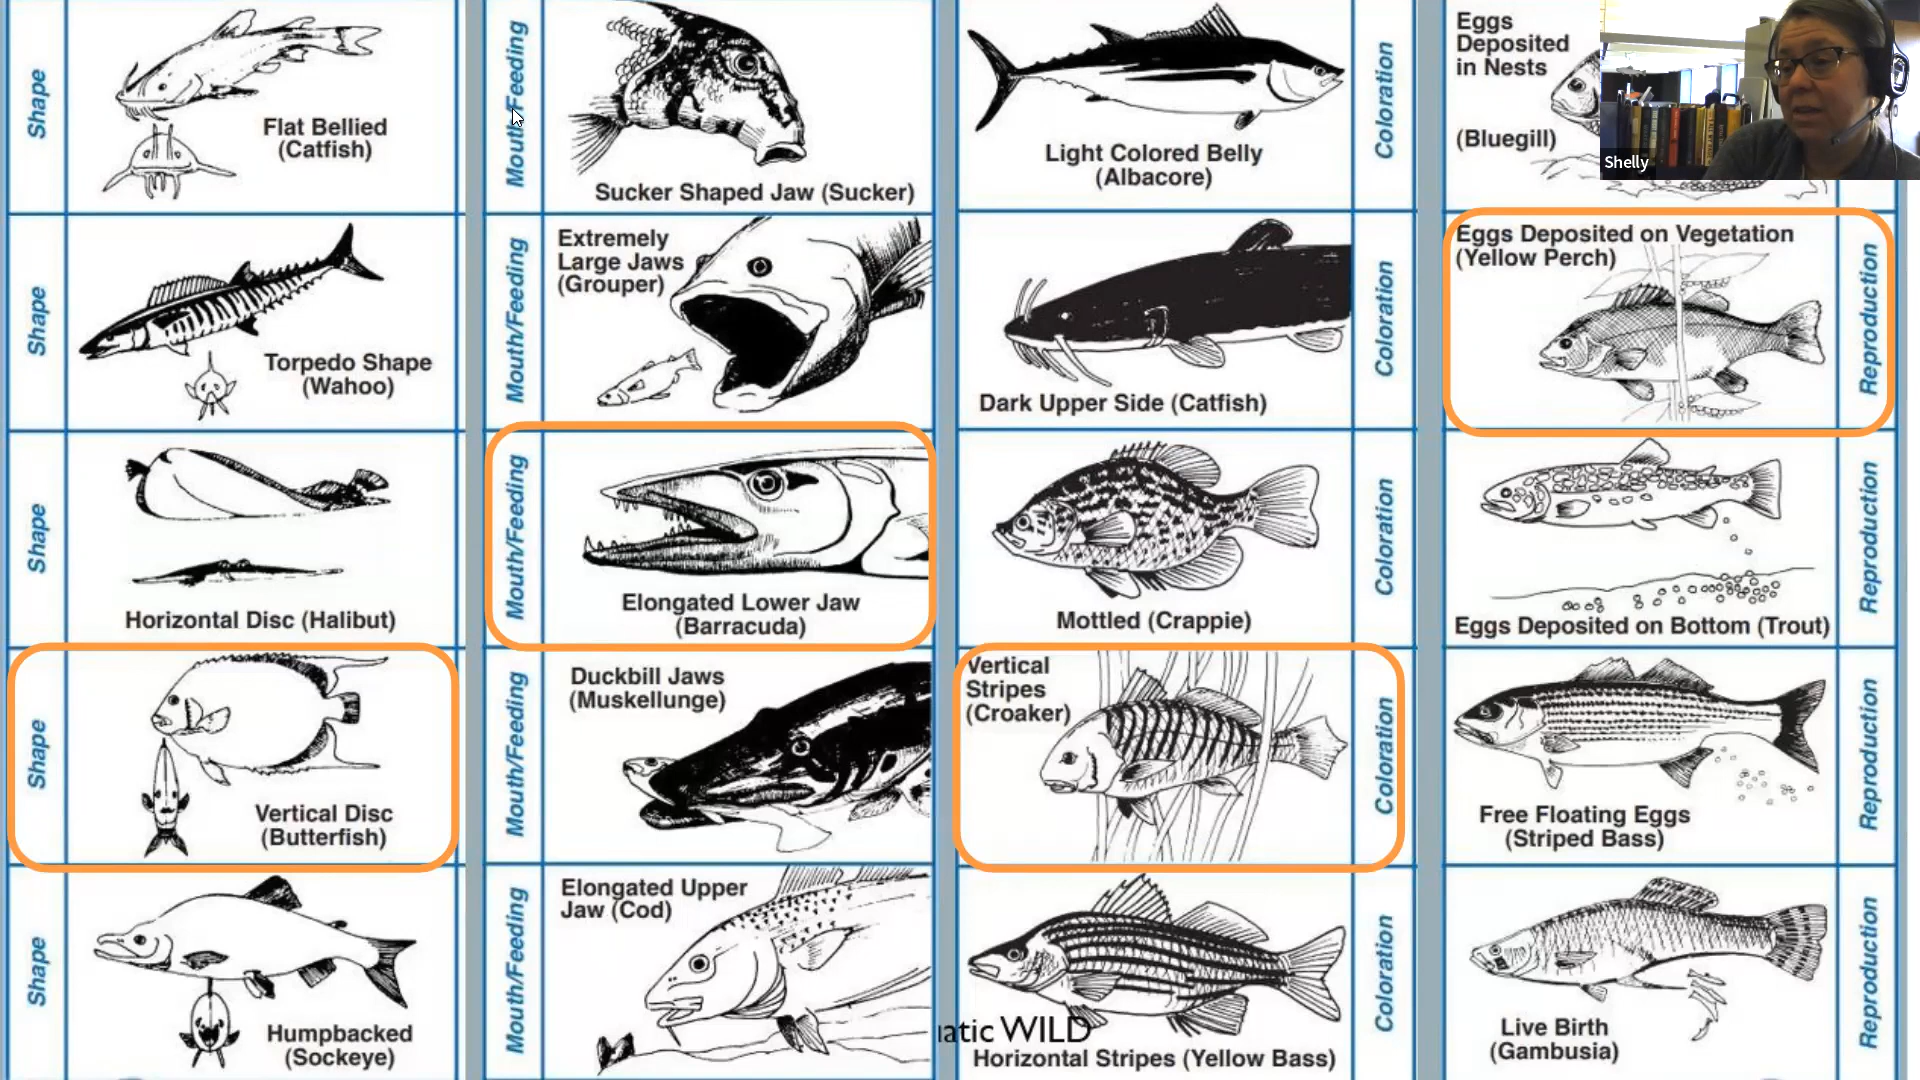 Shape
Flat Bellied
(Catfish)
Shape
Torpedo Shape
(Wahoo)
Shape
Horizontal Disc (Halibut)
Shape
Vertical Disc
(Butterfish)
Shape
Humpbacked
(Sockeye)
Mouth/Feeding
Sucker Shaped Jaw (Sucker)
Mouth/Feeding
Extremely
Large Jaws
(Grouper)
Mouth/Feeding
Elongated Lower Jaw
(Barracuda)
Mouth/Feeding
Duckbill Jaws
(Muskellunge)
Mouth/Feeding
Elongated Upper
Jaw (Cod)
Light Colored Belly
(Albacore)
Coloration
Dark Upper Side (Catfish)
Coloration
Mottled (Crappie)
Coloration
Vertical
Stripes
(Croaker)
Coloration
Horizontal Stripes (Yellow Bass)
Coloration
uatic WILD
Eggs
Deposited
in Nests
(Bluegill)
Shelly
Eggs Deposited on Vegetation
(Yellow Perch)
Reproduction
Eggs Deposited on Bottom (Trout)
Reproduction
Free Floating Eggs
(Striped Bass)
Reproduction
Live Birth
(Gambusia)
Reproduction